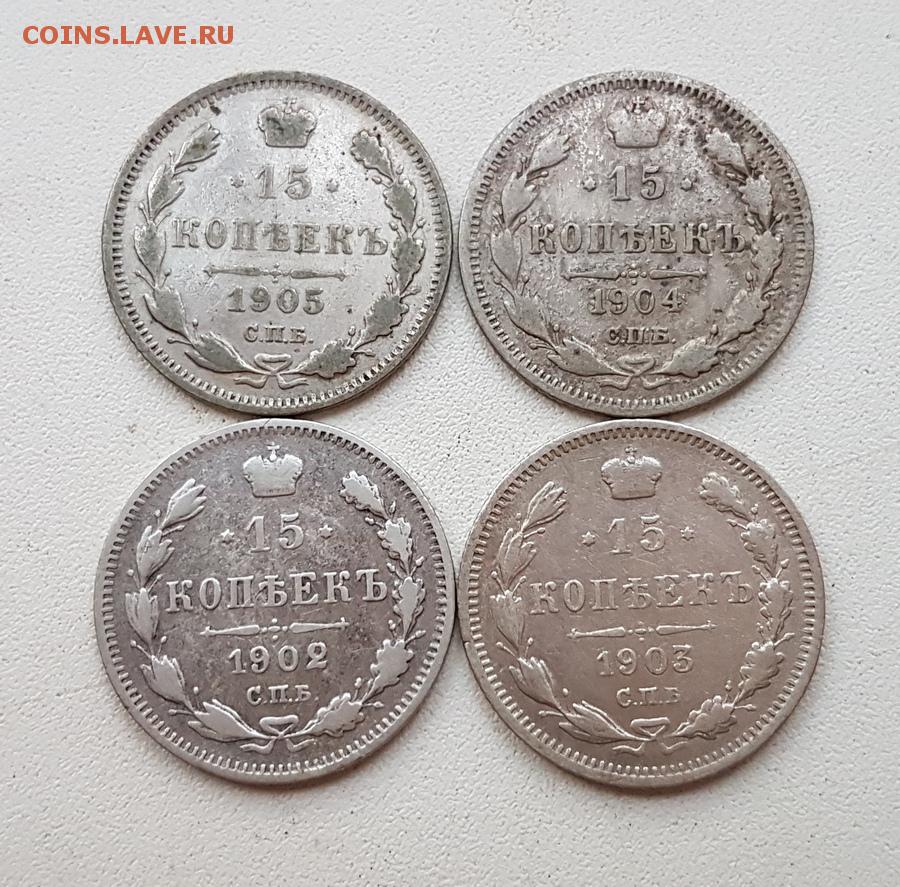 COINS.LAVE.RU
* 15 *
КОПѢЕКЪ
1905
С.П.Б.
* 15 *
КОПѢЕКЪ
1904
С.П.Б.
* 15 *
КОПѢЕКЪ
1902
С.П.Б.
* 15 *
КОПѢЕКЪ
1903
С.П.Б